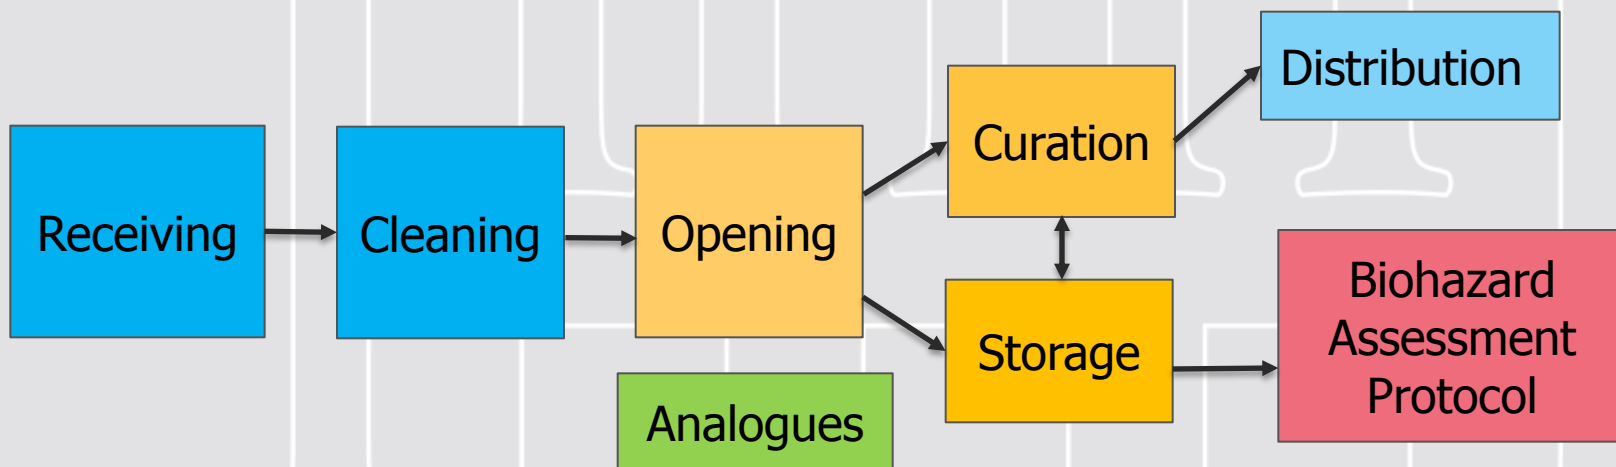 Receiving
Cleaning
Opening
Curation
Distribution
Storage
Biohazard
Assessment
Protocol
Analogues